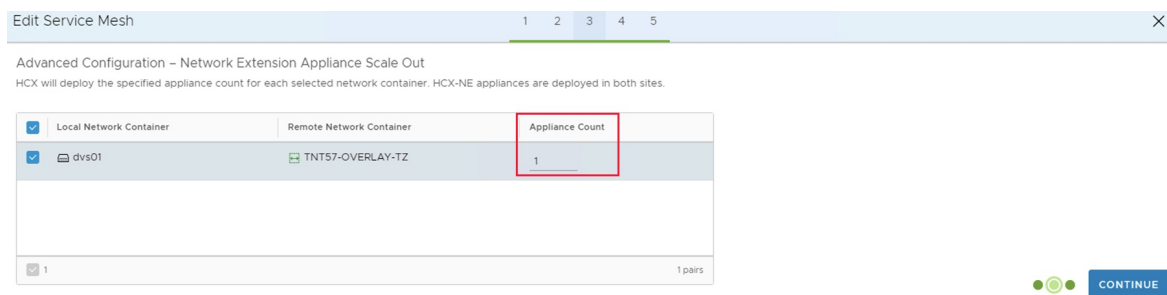 Edit Service Mesh 1 2 3 4 5
Advanced Configuration – Network Extension Appliance Scale Out
HCX will deploy the specified appliance count for each selected network container. HCX-NE appliances are deployed in both sites.
Local Network Container Remote Network Container Appliance Count
dvs01 TNT57-OVERLAY-TZ 1
1 1 pairs
CONTINUE